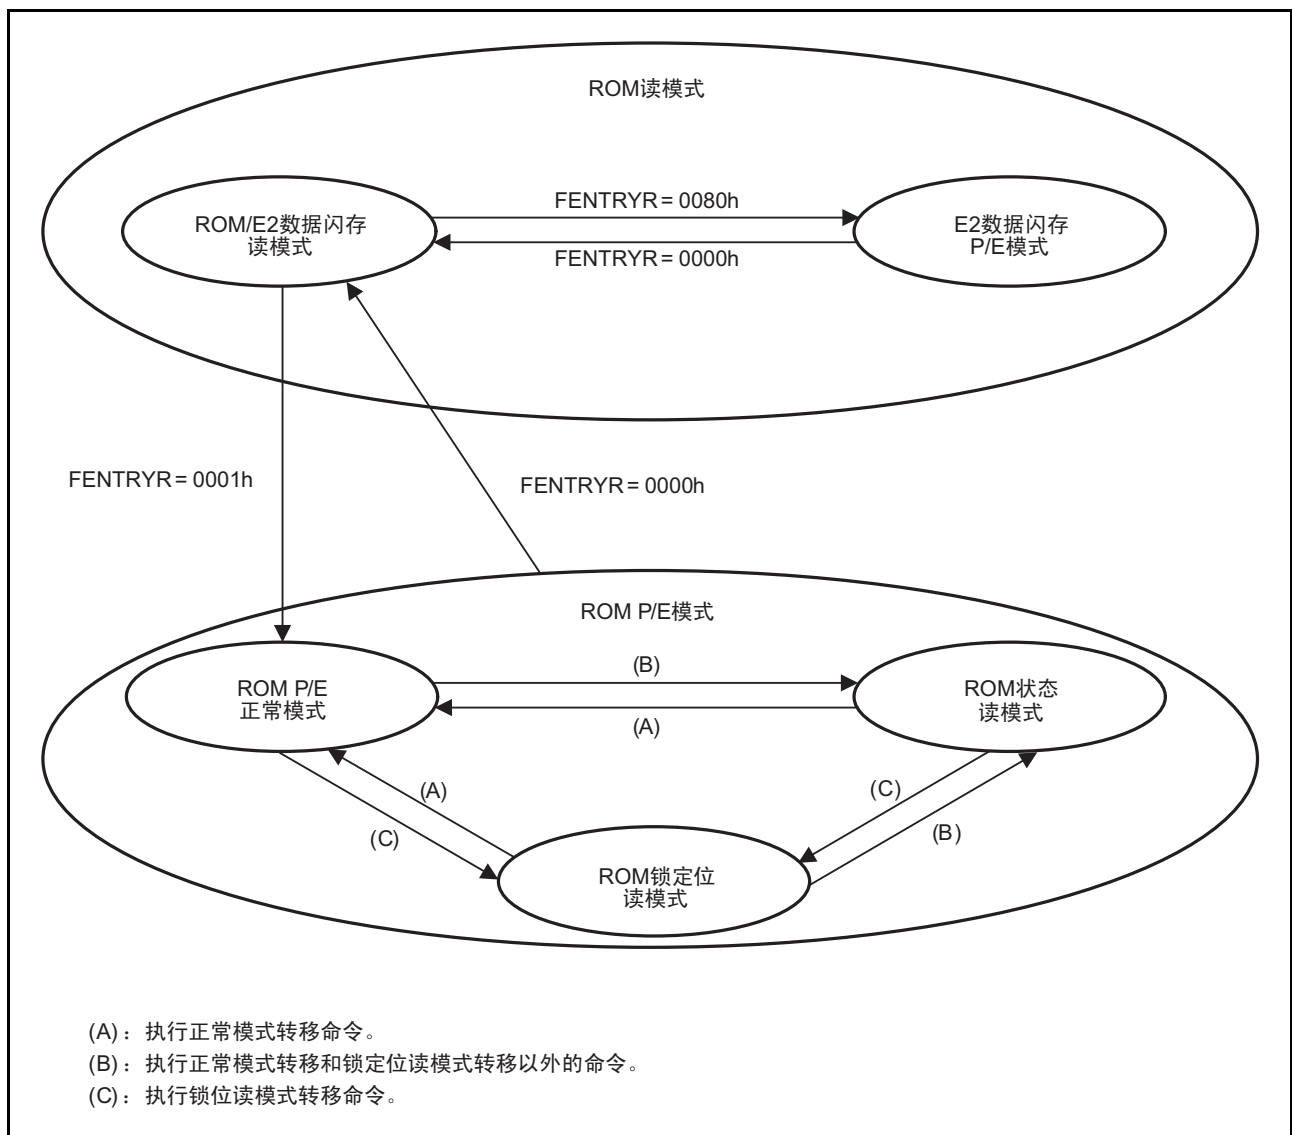 ROM读模式
ROM/E2数据闪存
读模式
FENTRYR = 0080h
FENTRYR = 0000h
E2数据闪存
P/E模式
FENTRYR = 0001h
FENTRYR = 0000h
ROM P/E模式
ROM P/E
正常模式
(B)
(A)
ROM状态
读模式
(A)
(C)
(C)
(B)
ROM锁定位
读模式
(A)：执行正常模式转移命令。
(B)：执行正常模式转移和锁定位读模式转移以外的命令。
(C)：执行锁位读模式转移命令。